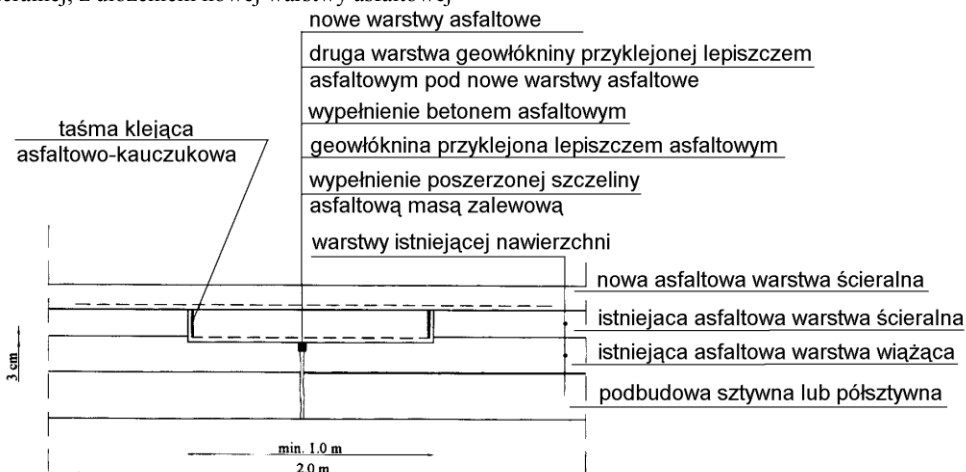 nowe warstwy asfaltowe
druga warstwa geowłókniny przyklejonej lepiszczem
asfaltowym pod nowe warstwy asfaltowe
wypełnienie betonem asfaltowym
taśma klejąca
asfaltowo-kauczukowa
geowłóknina przyklejona lepiszczem asfaltowym
wypełnienie poszerzonej szczeliny
asfaltową masą zalewową
warstwy istniejącej nawierzchni
nowa asfaltowa warstwa ścieralna
istniejaca asfaltowa warstwa ścieralna
istniejąca asfaltowa warstwa wiążąca
podbudowa sztywna lub półsztywna
3 cm
min. 1.0 m
2.0 m